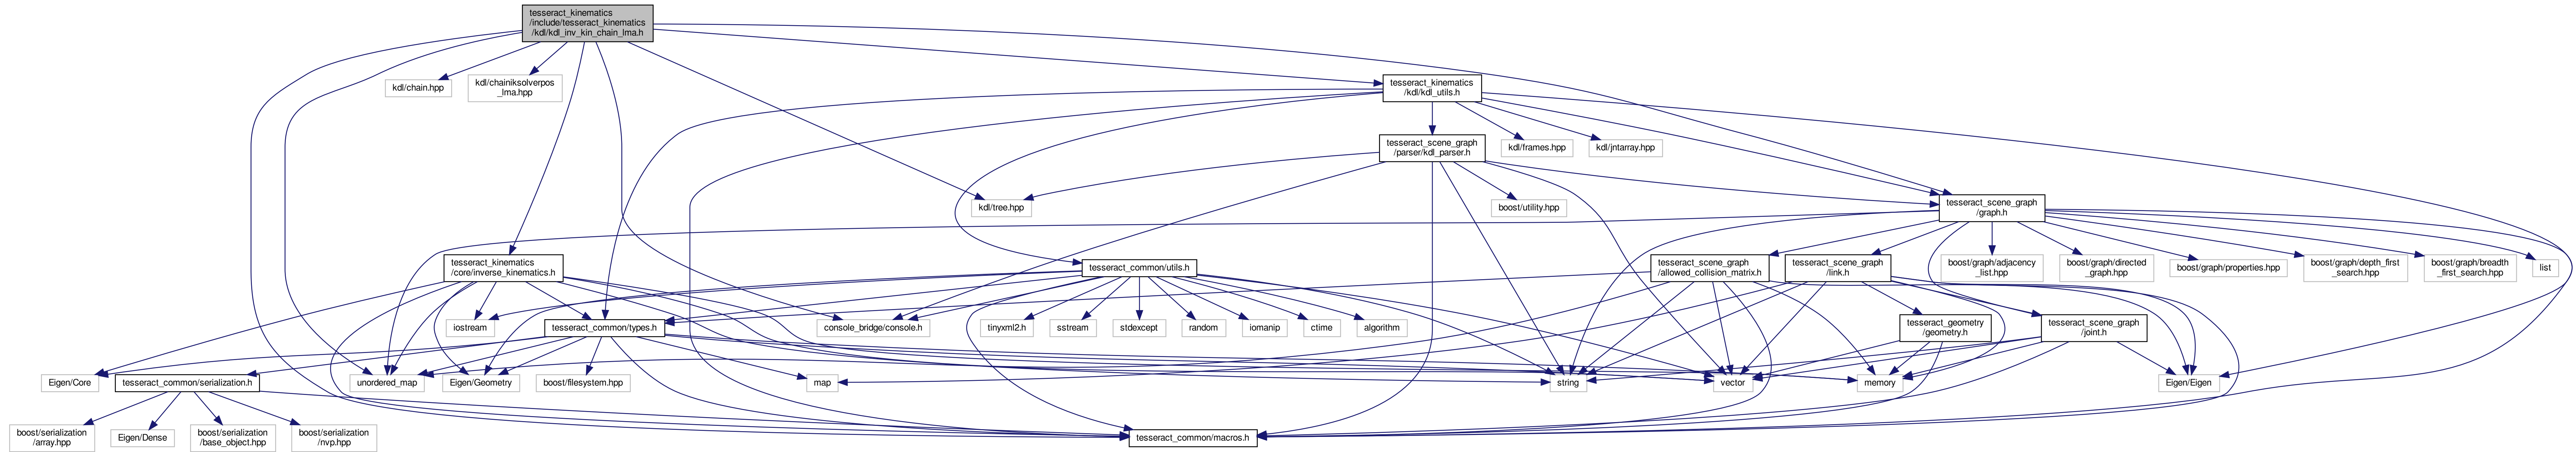 tesseract_kinematics
/include/tesseract_kinematics
/kdl/kdl_inv_kin_chain_lma.h
kdl/chain.hpp
kdl/chainiksolverpos
_lma.hpp
tesseract_kinematics
/kdl/kdl_utils.h
tesseract_scene_graph
/parser/kdl_parser.h
kdl/frames.hpp
kdl/jntarray.hpp
kdl/tree.hpp
boost/utility.hpp
tesseract_scene_graph
/graph.h
tesseract_kinematics
/core/inverse_kinematics.h
tesseract_common/utils.h
tesseract_scene_graph
/allowed_collision_matrix.h
tesseract_scene_graph
/link.h
boost/graph/adjacency
_list.hpp
boost/graph/directed
_graph.hpp
boost/graph/properties.hpp
boost/graph/depth_first
_search.hpp
boost/graph/breadth
_first_search.hpp
list
iostream
tesseract_common/types.h
console_bridge/console.h
tinyxml2.h
sstream
stdexcept
random
iomanip
ctime
algorithm
tesseract_geometry
/geometry.h
tesseract_scene_graph
/joint.h
Eigen/Core
tesseract_common/serialization.h
unordered_map
Eigen/Geometry
boost/filesystem.hpp
map
string
vector
memory
Eigen/Eigen
boost/serialization
/array.hpp
Eigen/Dense
boost/serialization
/base_object.hpp
boost/serialization
/nvp.hpp
tesseract_common/macros.h